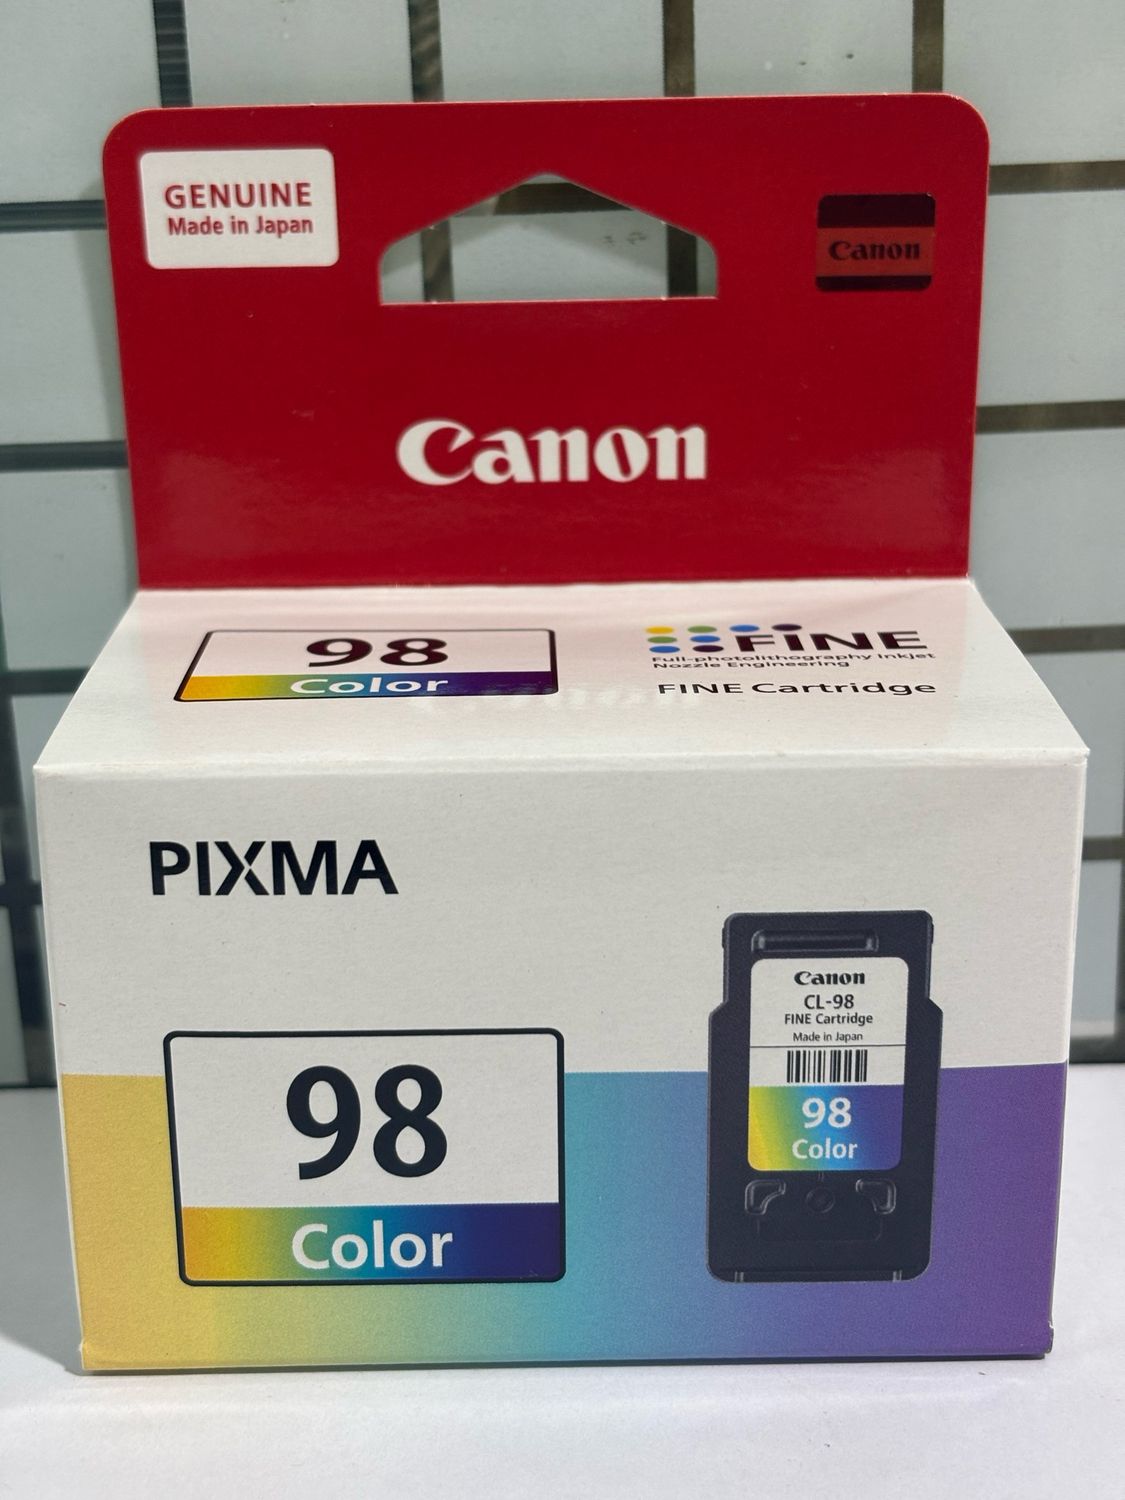 GENUINE
Made in Japan
Canon
Canon
98
Color
FINE
Full-photolithography Inkjet
Nozzle Engineering
FINE Cartridge
PIXMA
98
Color
Canon
CL-98
FINE Cartridge
Made in Japan
98
Color